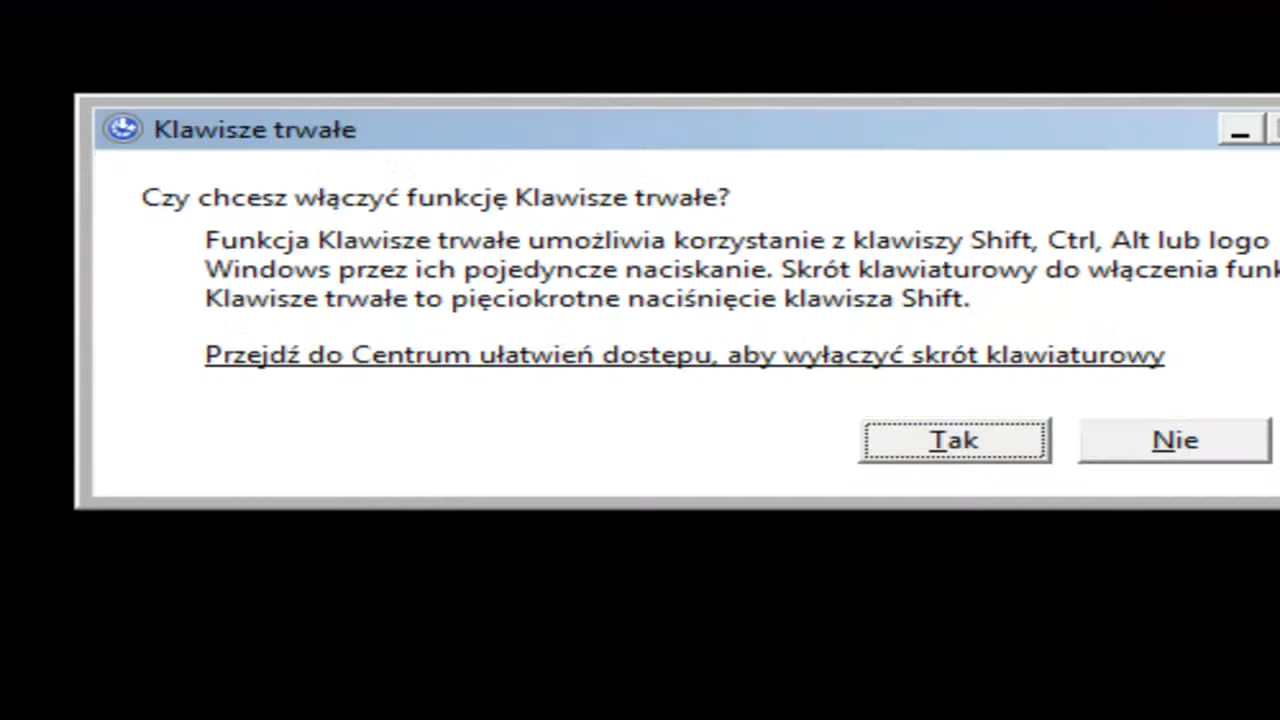 Klawisze trwałe
Czy chcesz włączyć funkcję Klawisze trwałe?
Funkcja Klawisze trwałe umożliwia korzystanie z klawiszy Shift, Ctrl, Alt lub logo
Windows przez ich pojedyncze naciskanie. Skrót klawiaturowy do włączenia
Klawisze trwałe to pięciokrotne naciśnięcie klawisza Shift.
Przejdź do Centrum ułatwień dostępu, aby wyłączyć skrót klawiaturowy
Tak Nie